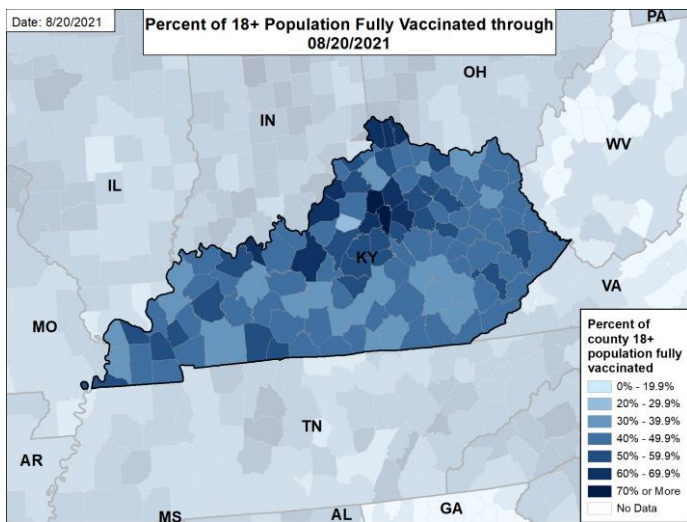 Date: 8/20/2021
Percent of 18+ Population Fully Vaccinated through
08/20/2021
PA
OH
IN
WV
IL
KY
VA
MO
TN
AR
MS
AL
GA
Percent of
county 18+
population fully
vaccinated
0% - 19.9%
20% - 29.9%
30% - 39.9%
40% - 49.9%
50% - 59.9%
60% - 69.9%
70% or More
No Data